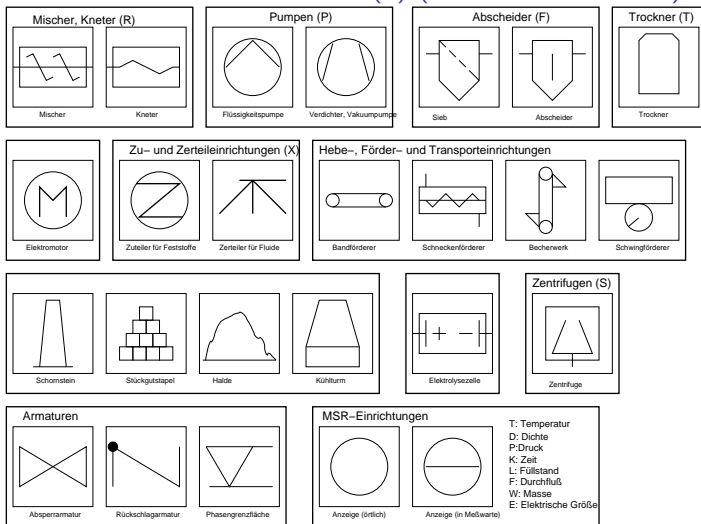 Mischer, Kneter (R)
Mischer
Kneter
Pumpen (P)
Flüssigkeitspumpe
Verdichter, Vakuumpumpe
Abscheider (F)
Sieb
Abscheider
Trockner (T)
Trockner
M
Elektromotor
Zu− und Zerteileinrichtungen (X)
Zuteiler für Feststoffe
Zerteiler für Fluide
Hebe−, Förder− und Transporteinrichtungen
Bandförderer
Schneckenförderer
Becherwerk
Schwingförderer
Schornstein
Stückgutstapel
Halde
Kühlturm
+ −
Elektrolysezelle
Zentrifugen (S)
Zentrifuge
Armaturen
Absperrarmatur
Rückschlagarmatur
Phasengrenzfläche
MSR−Einrichtungen
Anzeige (örtlich)
Anzeige (in Meßwarte)
T: Temperatur
D: Dichte
P:Druck
K: Zeit
L: Füllstand
F: Durchfluß
W: Masse
E: Elektrische Größe